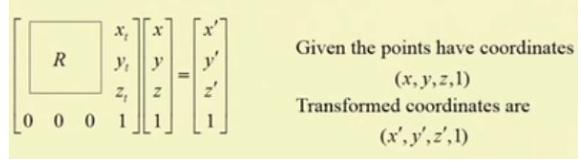 x_t x x'
R y_t y = y'
z_t z z'
0 0 0 1 1 1
Given the points have coordinates
(x, y, z,1)
Transformed coordinates are
(x', y', z',1)